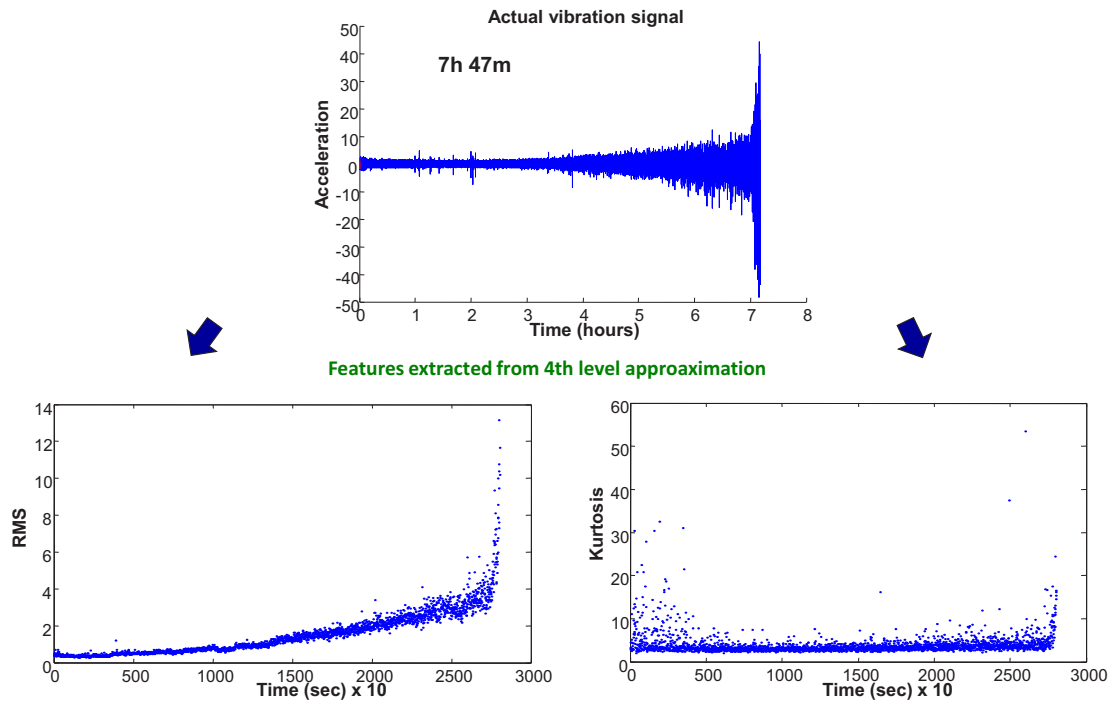 Actual vibration signal
50
40
30
20
10
0
-10
-20
-30
-40
-50
Acceleration
7h 47m
0 1 2 3 4 5 6 7 8
Time (hours)
Features extracted from 4th level approaximation
14
12
10
8
6
4
2
0
RMS
0 500 1000 1500 2000 2500 3000
Time (sec) x 10
60
50
40
30
20
10
0
Kurtosis
0 500 1000 1500 2000 2500 3000
Time (sec) x 10